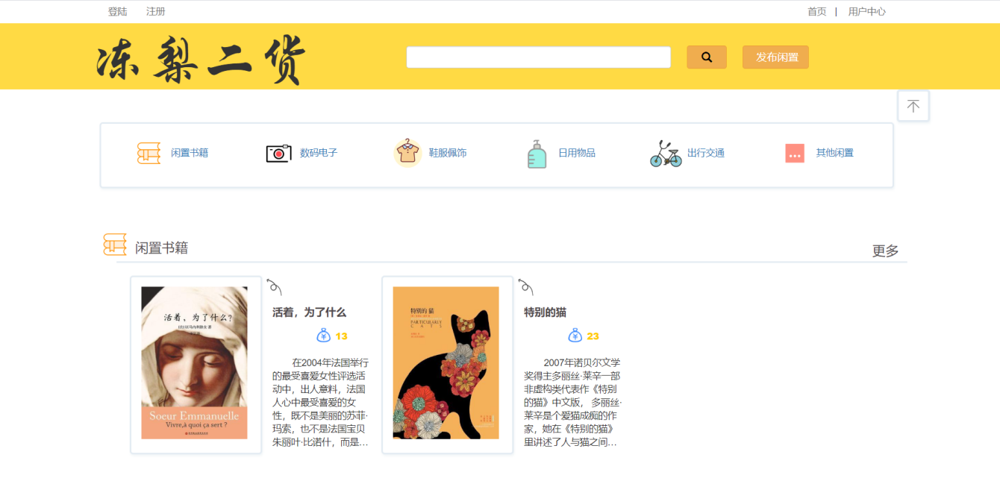 登陆 注册 首页 | 用户中心
冻梨二货
发布闲置
闲置书籍 数码电子 鞋服佩饰 日用物品 出行交通 其他闲置
闲置书籍
更多
活着，为了什么?
Soeur Emmanuelle
Vivre,à quoi ça sert ?
活着，为了什么
13
在2004年法国举行
的最受喜爱女性评选活
动中，出人意料，法国
人心中最受喜爱的女
性，既不是美丽的苏菲·
玛索，也不是法国宝贝
朱丽叶·比诺什，而是...
特别的 猫
PARTICULARLY
CATS
特别的猫
23
2007年诺贝尔文学
奖得主多丽丝·莱辛一部
非虚构类代表作《特别
的猫》中文版， 多丽丝·
莱辛是个爱猫成痴的作
家，她在《特别的猫》
里讲述了人与猫之间...